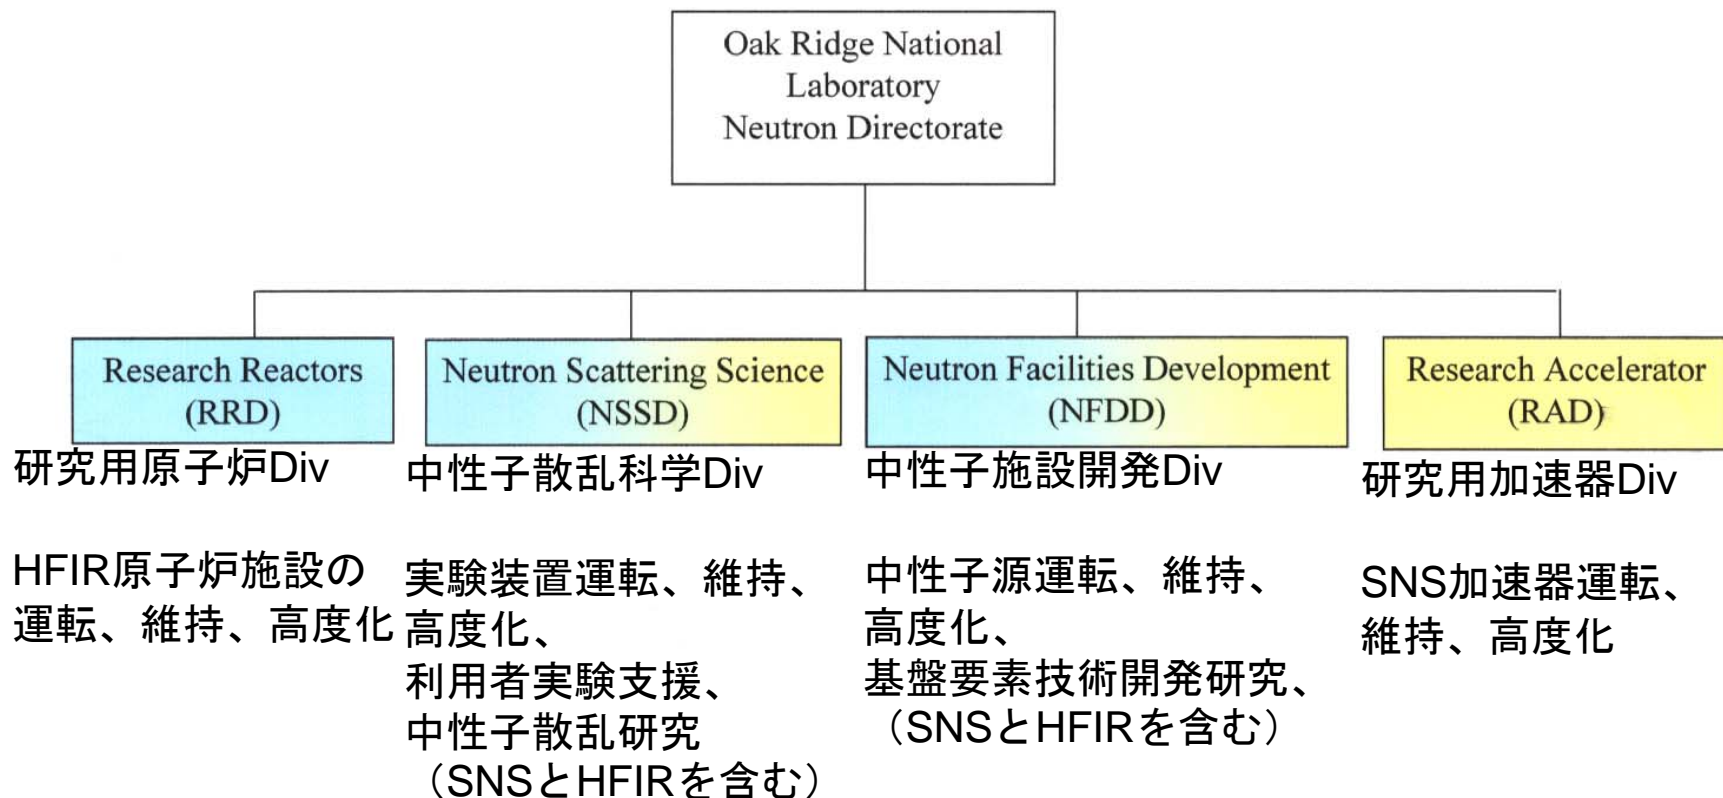 Oak Ridge National
Laboratory
Neutron Directorate
Research Reactors
(RRD)
Neutron Scattering Science
(NSSD)
Neutron Facilities Development
(NFDD)
Research Accelerator
(RAD)
研究用原子炉Div
中性子散乱科学Div
中性子施設開発Div
研究用加速器Div
HFIR原子炉施設の
運転、維持、高度化
実験装置運転、維持、
高度化、
利用者実験支援、
中性子散乱研究
（SNSとHFIRを含む）
中性子源運転、維持、
高度化、
基盤要素技術開発研究、
（SNSとHFIRを含む）
SNS加速器運転、
維持、高度化